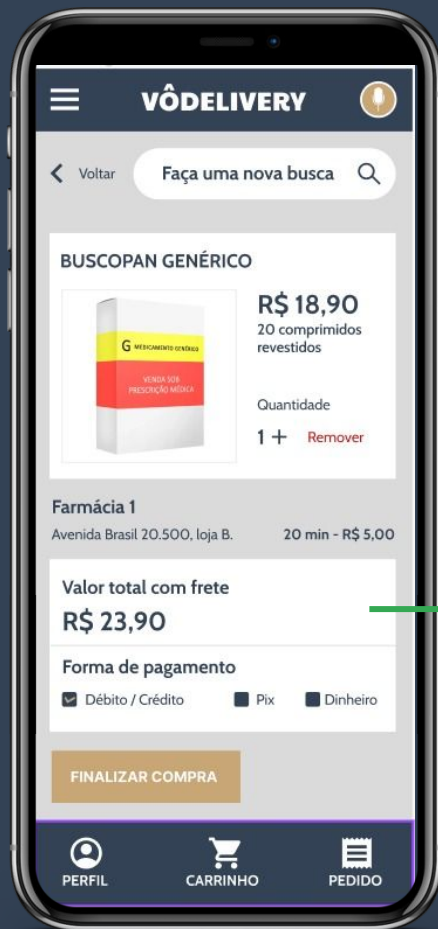 VÔDELIVERY
Voltar
Faça uma nova busca
BUSCOPAN GENÉRICO
G MEDICAMENTO GENÉRICO
VENDA SOB
PRESCRIÇÃO MÉDICA
R$ 18,90
20 comprimidos
revestidos
Quantidade
1 + Remover
Farmácia 1
Avenida Brasil 20.500, loja B. 20 min - R$ 5,00
Valor total com frete
R$ 23,90
Forma de pagamento
Débito / Crédito Pix Dinheiro
FINALIZAR COMPRA
PERFIL CARRINHO PEDIDO